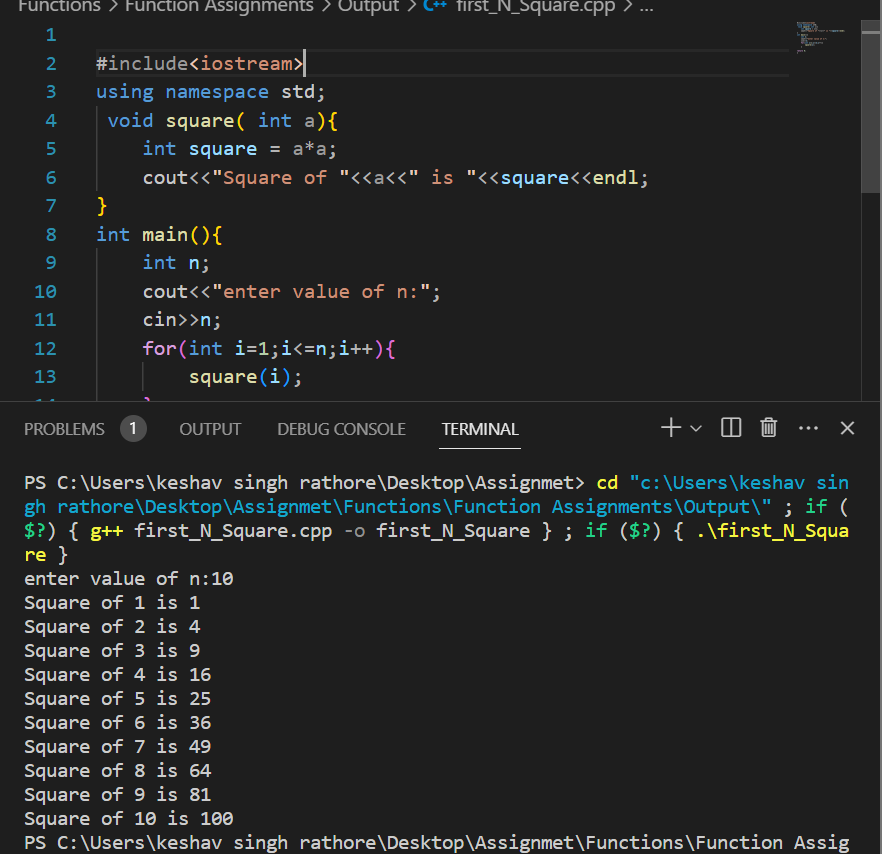 Functions > Function Assignments > Output > C++ first_N_Square.cpp > ...
1
2 #include<iostream>
3 using namespace std;
4 void square( int a){
5 int square = a*a;
6 cout<<"Square of "<<a<<" is "<<square<<endl;
7 }
8 int main(){
9 int n;
10 cout<<"enter value of n:";
11 cin>>n;
12 for(int i=1;i<=n;i++){
13 square(i);
PROBLEMS 1 OUTPUT DEBUG CONSOLE TERMINAL
PS C:\Users\keshav singh rathore\Desktop\Assignmet> cd "c:\Users\keshav sin
gh rathore\Desktop\Assignmet\Functions\Function Assignments\Output\" ; if (
$?) { g++ first_N_Square.cpp -o first_N_Square } ; if ($?) { .\first_N_Squa
re }
enter value of n:10
Square of 1 is 1
Square of 2 is 4
Square of 3 is 9
Square of 4 is 16
Square of 5 is 25
Square of 6 is 36
Square of 7 is 49
Square of 8 is 64
Square of 9 is 81
Square of 10 is 100
PS C:\Users\keshav singh rathore\Desktop\Assignmet\Functions\Function Assig